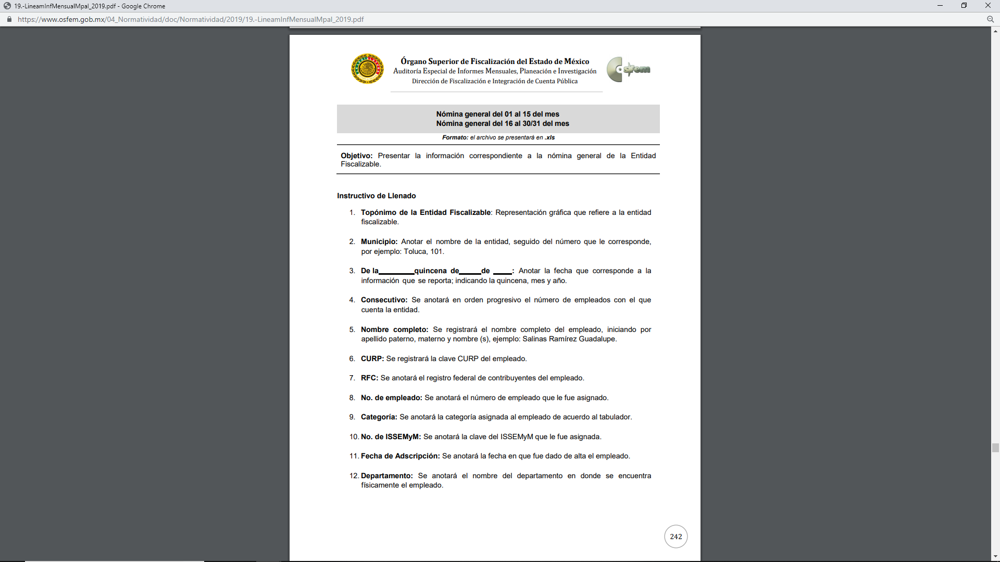 19.-LineamInfMensualMpal_2019.pdf - Google Chrome
https://www.osfem.gob.mx/04_Normatividad/doc/Normatividad/2019/19.-LineamInfMensualMpal_2019.pdf
Órgano Superior de Fiscalización del Estado de México
Auditoría Especial de Informes Mensuales, Planeación e Investigación
Dirección de Fiscalización e Integración de Cuenta Pública
osfem
Nómina general del 01 al 15 del mes
Nómina general del 16 al 30/31 del mes
Formato: el archivo se presentará en .xls
Objetivo: Presentar la información correspondiente a la nómina general de la Entidad
Fiscalizable.
Instructivo de Llenado
1. Topónimo de la Entidad Fiscalizable: Representación gráfica que refiere a la entidad
fiscalizable.
2. Municipio: Anotar el nombre de la entidad, seguido del número que le corresponde,
por ejemplo: Toluca, 101.
3. De la_________quincena de_____de ____: Anotar la fecha que corresponde a la
información que se reporta; indicando la quincena, mes y año.
4. Consecutivo: Se anotará en orden progresivo el número de empleados con el que
cuenta la entidad.
5. Nombre completo: Se registrará el nombre completo del empleado, iniciando por
apellido paterno, materno y nombre (s), ejemplo: Salinas Ramírez Guadalupe.
6. CURP: Se registrará la clave CURP del empleado.
7. RFC: Se anotará el registro federal de contribuyentes del empleado.
8. No. de empleado: Se anotará el número de empleado que le fue asignado.
9. Categoría: Se anotará la categoría asignada al empleado de acuerdo al tabulador.
10. No. de ISSEMyM: Se anotará la clave del ISSEMyM que le fue asignada.
11. Fecha de Adscripción: Se anotará la fecha en que fue dado de alta el empleado.
12. Departamento: Se anotará el nombre del departamento en donde se encuentra
físicamente el empleado.
242